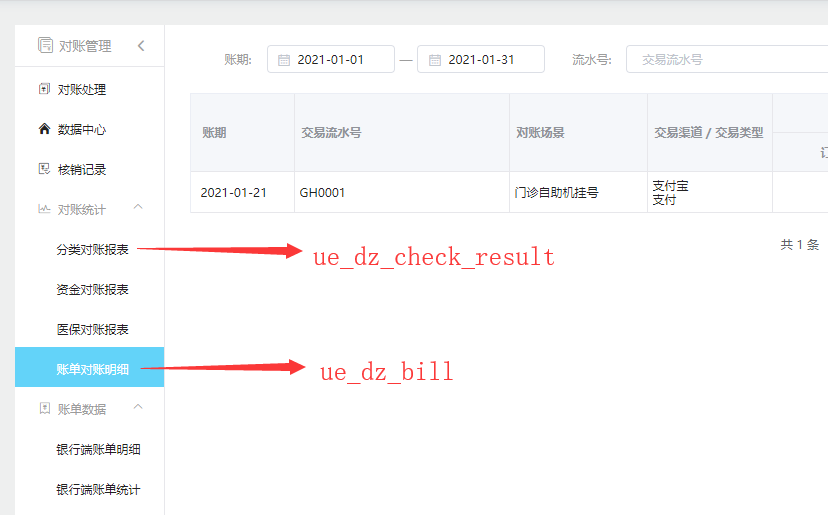 对账管理
对账处理
数据中心
核销记录
对账统计
分类对账报表
资金对账报表
医保对账报表
账单对账明细
账单数据
银行端账单明细
银行端账单统计
账期: 2021-01-01 — 2021-01-31 流水号: 交易流水号
账期 交易流水号 对账场景 交易渠道 / 交易类型
2021-01-21 GH0001 门诊自助机挂号 支付宝
支付
共 1 条
ue_dz_check_result
ue_dz_bill